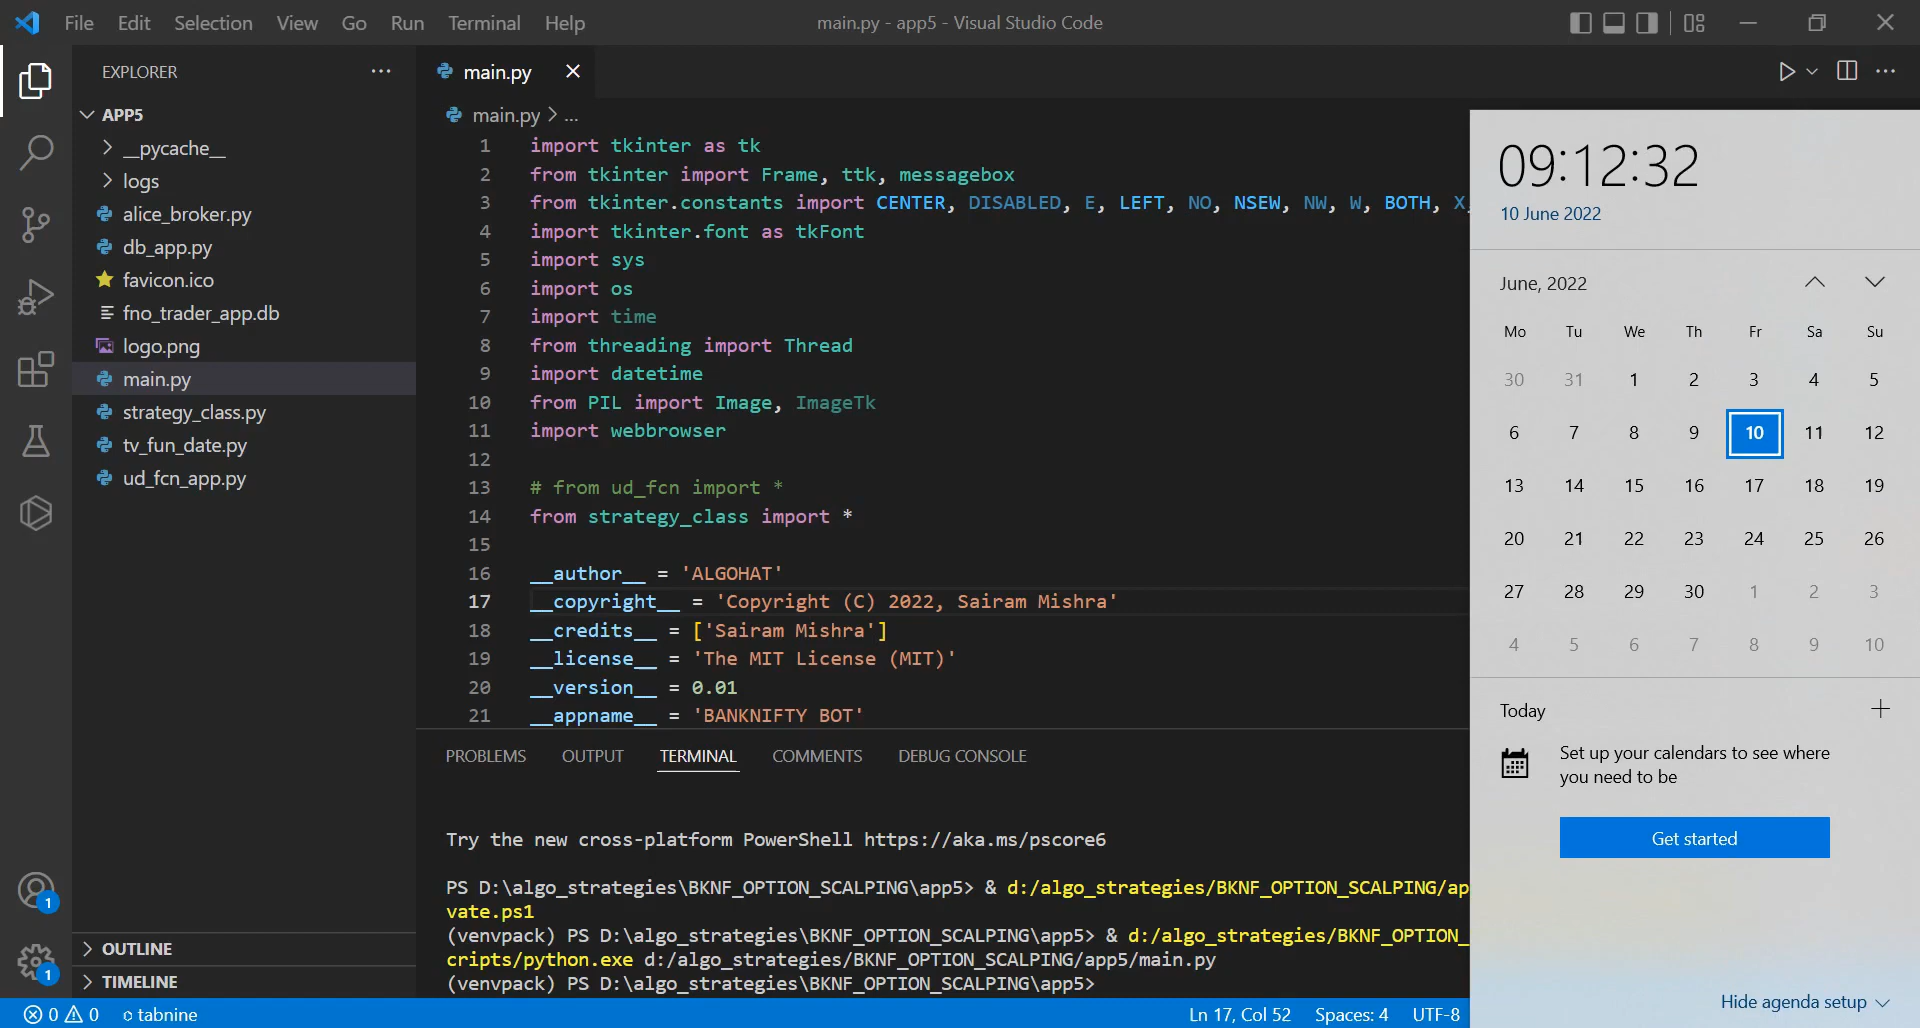 File Edit Selection View Go Run Terminal Help
main.py - app5 - Visual Studio Code
EXPLORER
APP5
__pycache__
logs
alice_broker.py
db_app.py
favicon.ico
fno_trader_app.db
logo.png
main.py
strategy_class.py
tv_fun_date.py
ud_fcn_app.py
OUTLINE
TIMELINE
1
1
main.py
main.py > ...
1 import tkinter as tk
2 from tkinter import Frame, ttk, messagebox
3 from tkinter.constants import CENTER, DISABLED, E, LEFT, NO, NSEW, NW, W, BOTH, X,
4 import tkinter.font as tkFont
5 import sys
6 import os
7 import time
8 from threading import Thread
9 import datetime
10 from PIL import Image, ImageTk
11 import webbrowser
12
13 # from ud_fcn import *
14 from strategy_class import *
15
16 __author__ = 'ALGOHAT'
17 __copyright__ = 'Copyright (C) 2022, Sairam Mishra'
18 __credits__ = ['Sairam Mishra']
19 __license__ = 'The MIT License (MIT)'
20 __version__ = 0.01
21 __appname__ = 'BANKNIFTY BOT'
PROBLEMS OUTPUT TERMINAL COMMENTS DEBUG CONSOLE
Try the new cross-platform PowerShell https://aka.ms/pscore6
PS D:\algo_strategies\BKNF_OPTION_SCALPING\app5> & d:/algo_strategies/BKNF_OPTION_SCALPING/ap
vate.ps1
(venvpack) PS D:\algo_strategies\BKNF_OPTION_SCALPING\app5> & d:/algo_strategies/BKNF_OPTION_
cripts/python.exe d:/algo_strategies/BKNF_OPTION_SCALPING/app5/main.py
(venvpack) PS D:\algo_strategies\BKNF_OPTION_SCALPING\app5>
0 0 tabnine
Ln 17, Col 52 Spaces: 4 UTF-8
09:12:32
10 June 2022
June, 2022
Mo Tu We Th Fr Sa Su
30 31 1 2 3 4 5
6 7 8 9 10 11 12
13 14 15 16 17 18 19
20 21 22 23 24 25 26
27 28 29 30 1 2 3
4 5 6 7 8 9 10
Today
Set up your calendars to see where
you need to be
Get started
Hide agenda setup